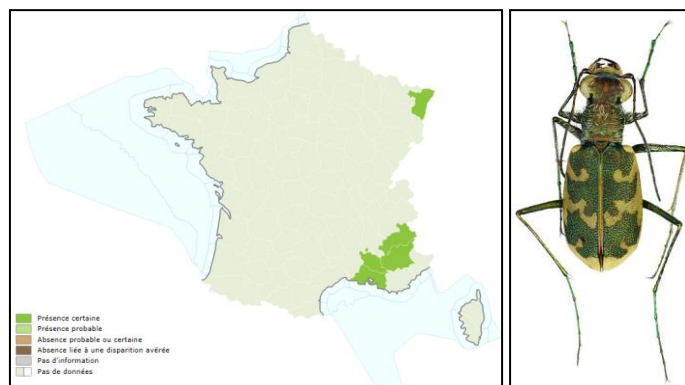 Présence certaine
Présence probable
Absence probable ou certaine
Absence liée à une disparition avérée
Pas d'information
Pas de données